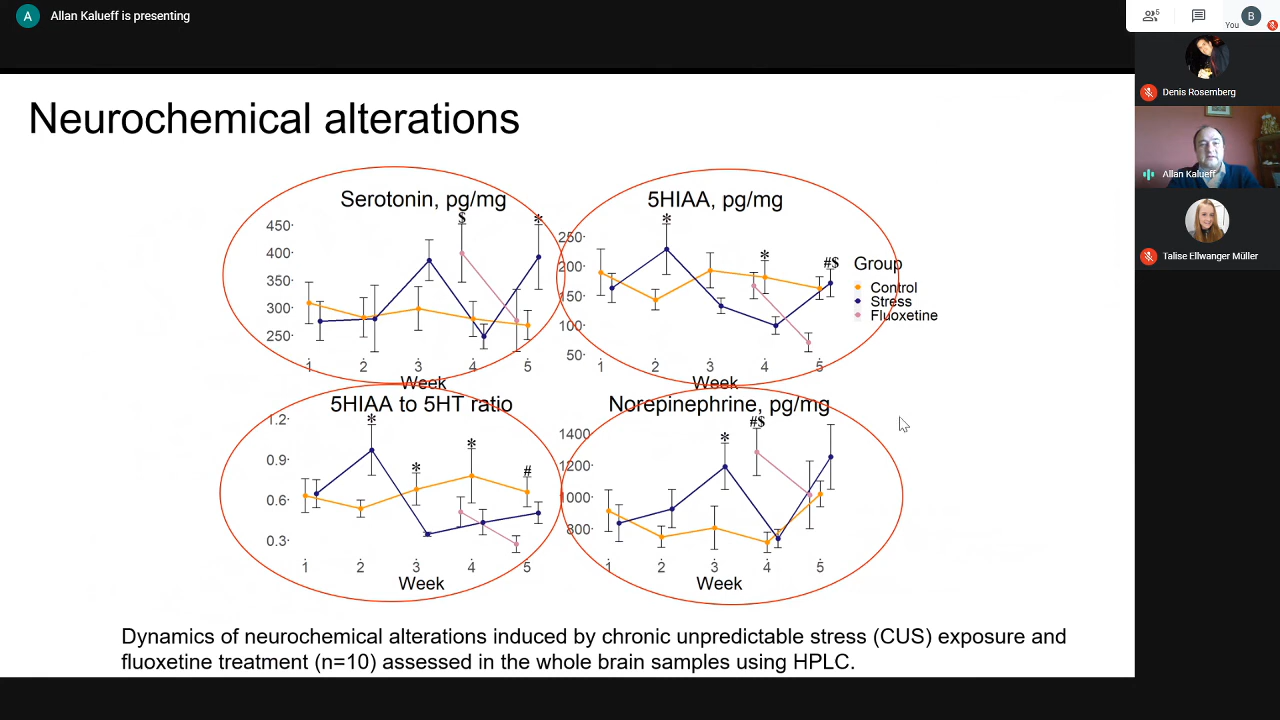 A
Allan Kalueff is presenting
5
B
You
Neurochemical alterations
Denis Rosemberg
Allan Kalueff
Talise Ellwanger Müller
Serotonin, pg/mg
450
400
350
300
250
$
*
1 2 3 4 5
Week
5HIAA, pg/mg
250
200
150
100
50
*
*
#$
1 2 3 4 5
Week
Group
Control
Stress
Fluoxetine
5HIAA to 5HT ratio
1.2
0.9
0.6
0.3
*
*
*
#
1 2 3 4 5
Week
Norepinephrine, pg/mg
1400
1200
1000
800
*
#$
1 2 3 4 5
Week
Dynamics of neurochemical alterations induced by chronic unpredictable stress (CUS) exposure and
fluoxetine treatment (n=10) assessed in the whole brain samples using HPLC.